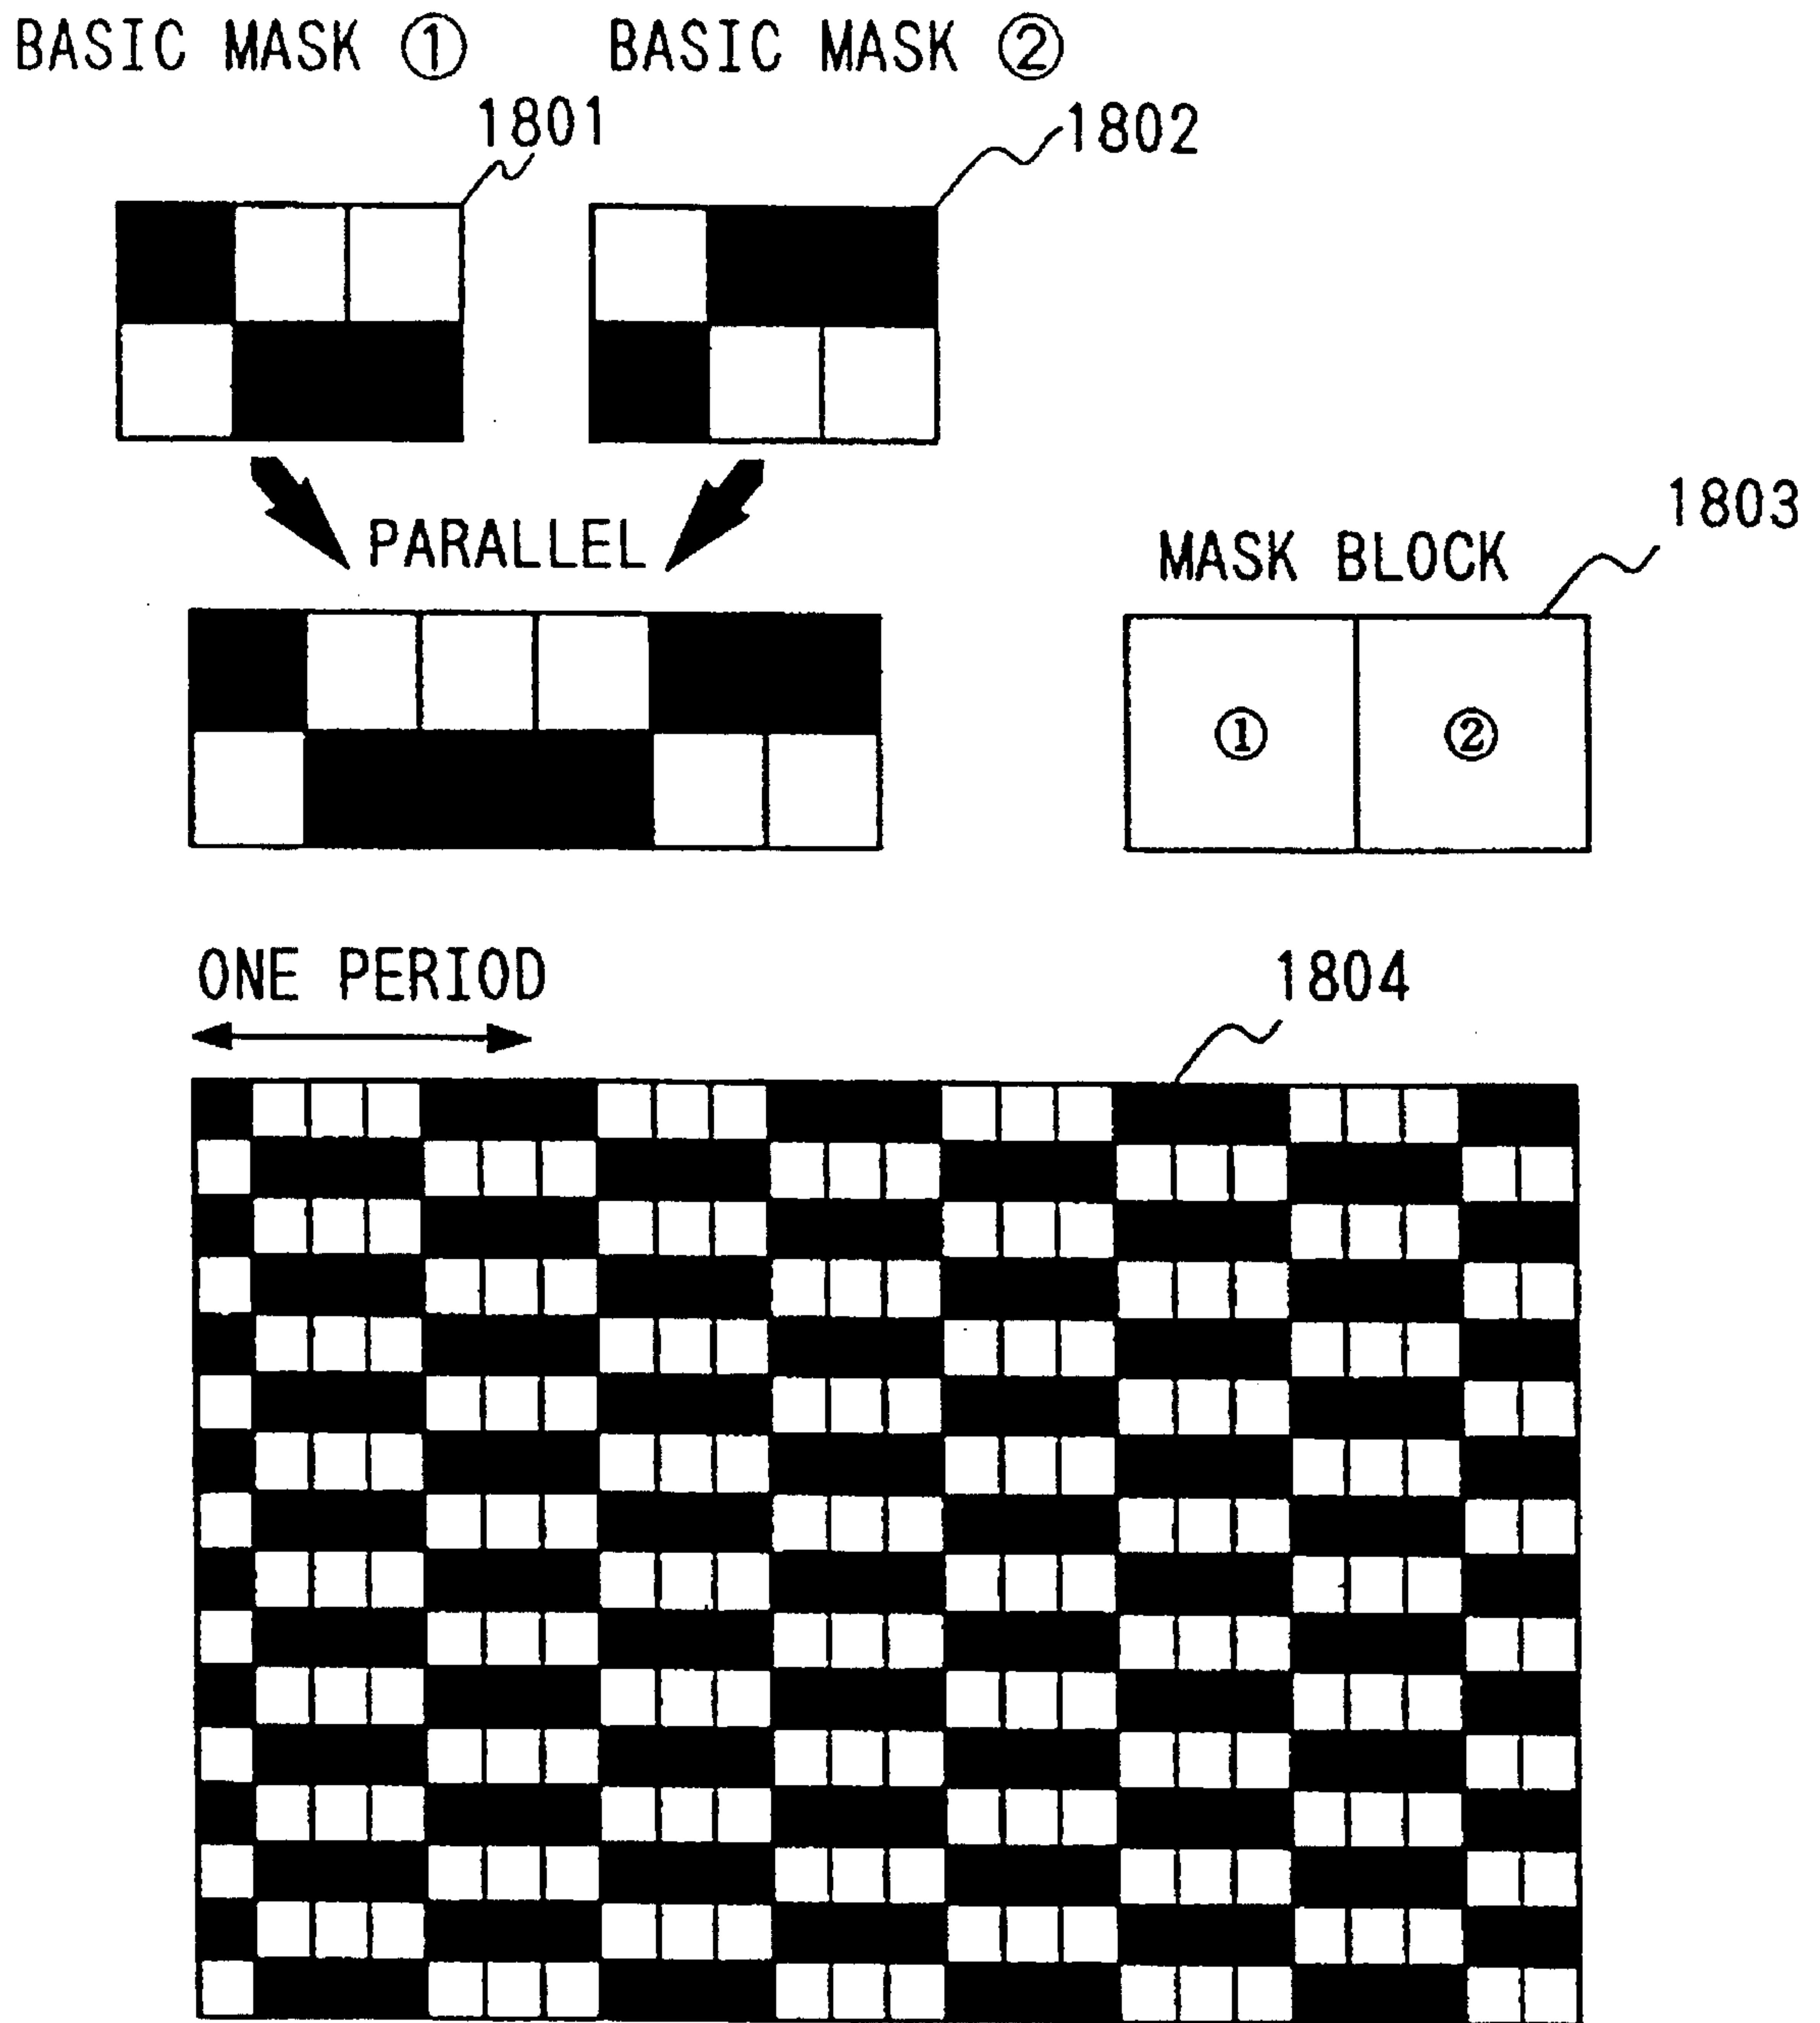 BASIC MASK ① BASIC MASK ②
1801
1802
PARALLEL
1803
MASK BLOCK
① ②
ONE PERIOD
1804